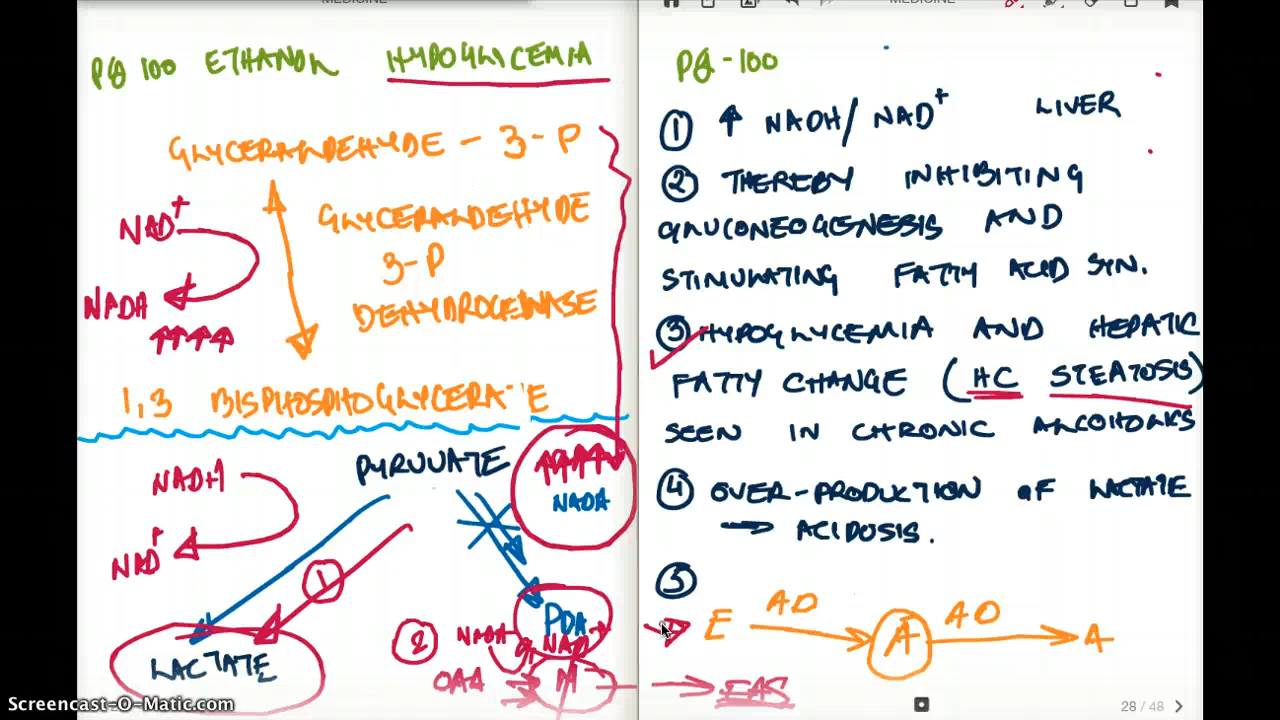 MEDICINE
MEDICINE
PG 100 ETHANOL HYPOGLYCEMIA
GLYCERALDEHYDE - 3 - P
NAD+
GLYCERALDEHYDE
3-P
DEHYDROGENASE
NADH
1,3 BISPHOSPHOGLYCERATE
NADH
PYRUVATE
NADH
NAD+
1
LACTATE
2
NADH
PDA
NAD+
OAA
M
PG - 100
1 ↑ NADH/NAD+ LIVER
2 THEREBY INHIBITING
GLUCONEOGENESIS AND
STIMULATING FATTY ACID SYN.
3 HYPOGLYCEMIA AND HEPATIC
FATTY CHANGE (HC STEATOSIS)
SEEN IN CHRONIC ALCOHOLICS
4 OVER-PRODUCTION OF LACTATE
→ ACIDOSIS.
5
E AD A AD A
FAS
28 / 48
Screencast-O-Matic.com